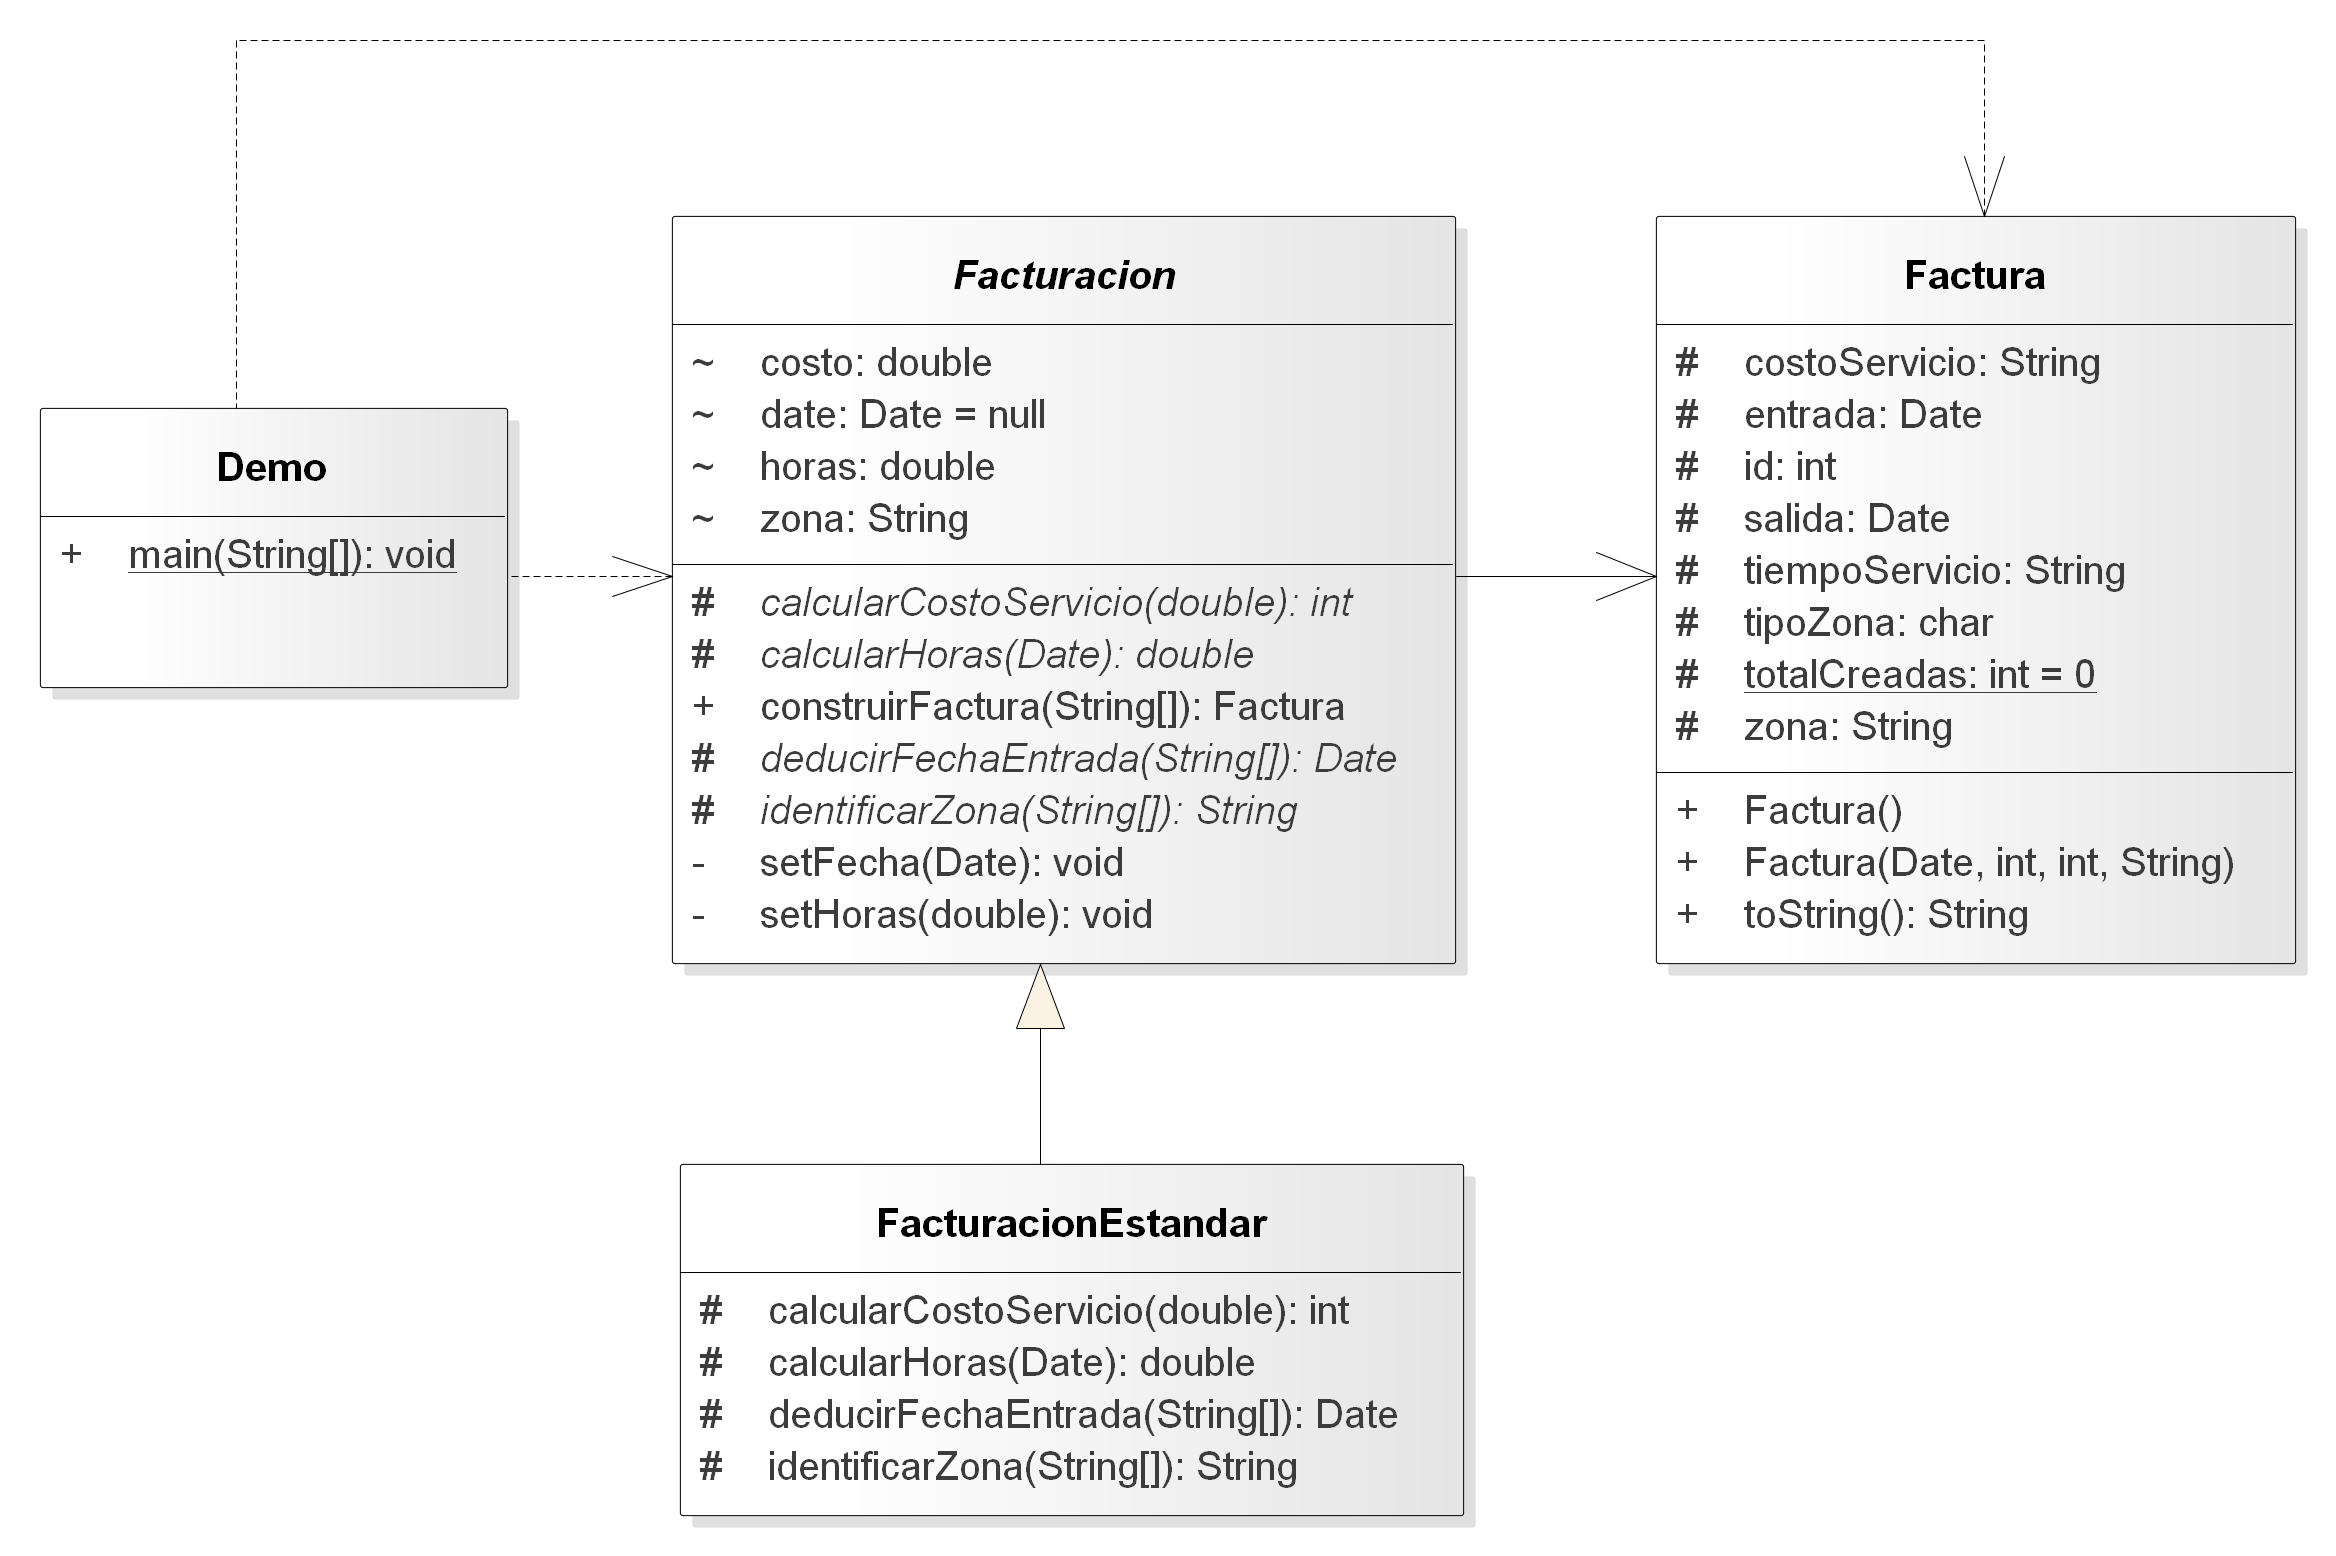 Demo
+ main(String[]): void
Facturacion
~ costo: double
~ date: Date = null
~ horas: double
~ zona: String
# calcularCostoServicio(double): int
# calcularHoras(Date): double
+ construirFactura(String[]): Factura
# deducirFechaEntrada(String[]): Date
# identificarZona(String[]): String
- setFecha(Date): void
- setHoras(double): void
Factura
# costoServicio: String
# entrada: Date
# id: int
# salida: Date
# tiempoServicio: String
# tipoZona: char
# totalCreadas: int = 0
# zona: String
+ Factura()
+ Factura(Date, int, int, String)
+ toString(): String
FacturacionEstandar
# calcularCostoServicio(double): int
# calcularHoras(Date): double
# deducirFechaEntrada(String[]): Date
# identificarZona(String[]): String